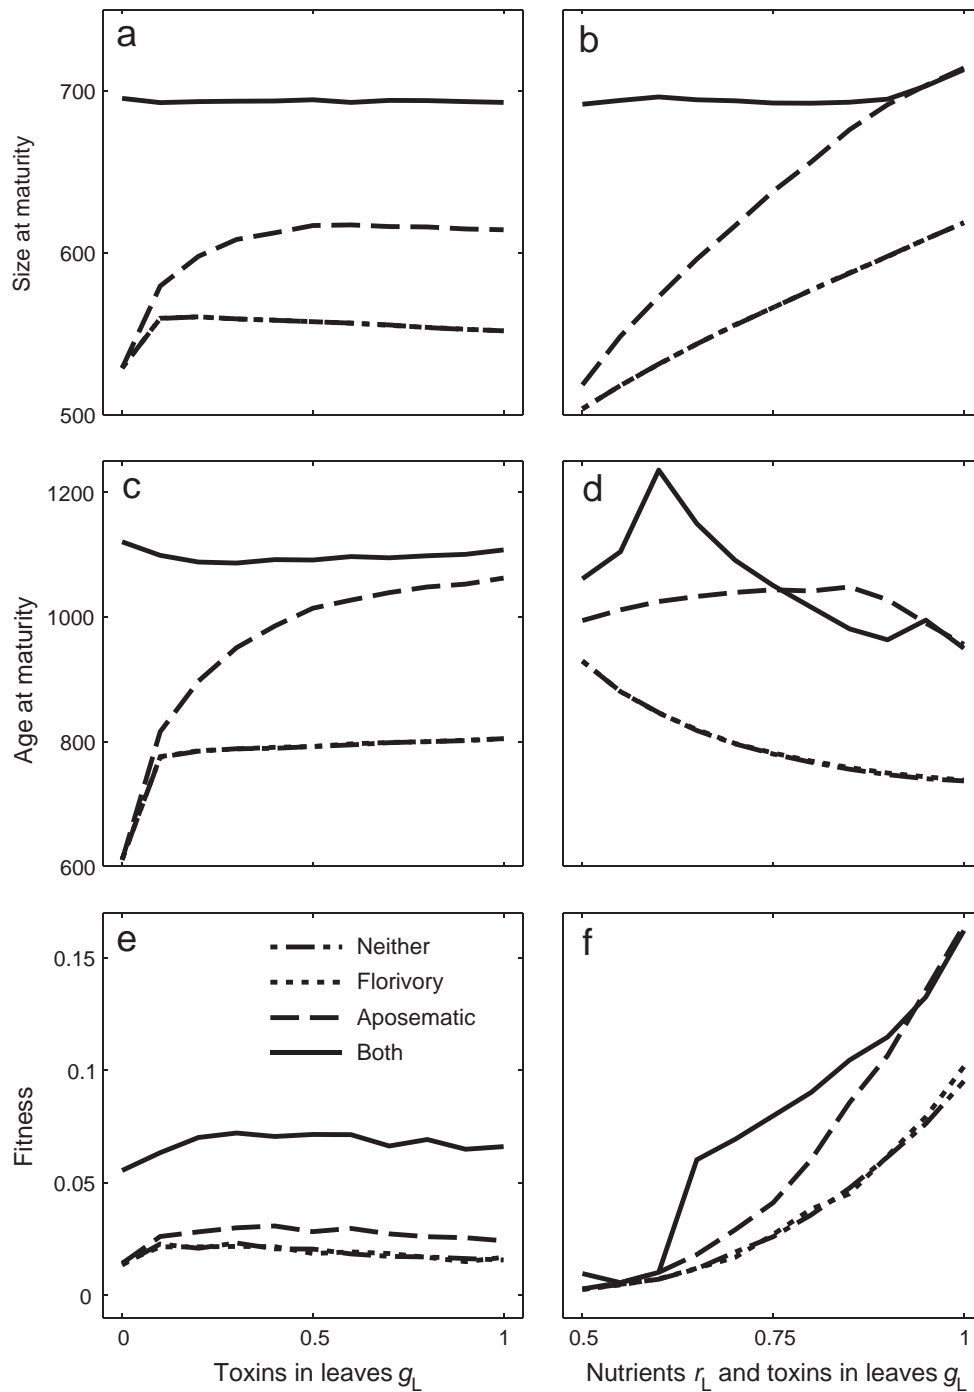 a
b
700
600
500
Size at maturity
c
d
1200
1000
800
600
Age at maturity
e
f
Neither
Florivory
Aposematic
Both
0.15
0.1
0.05
0
Fitness
0
0.5
1
0.5
0.75
1
Toxins in leaves gL
Nutrients rL and toxins in leaves gL